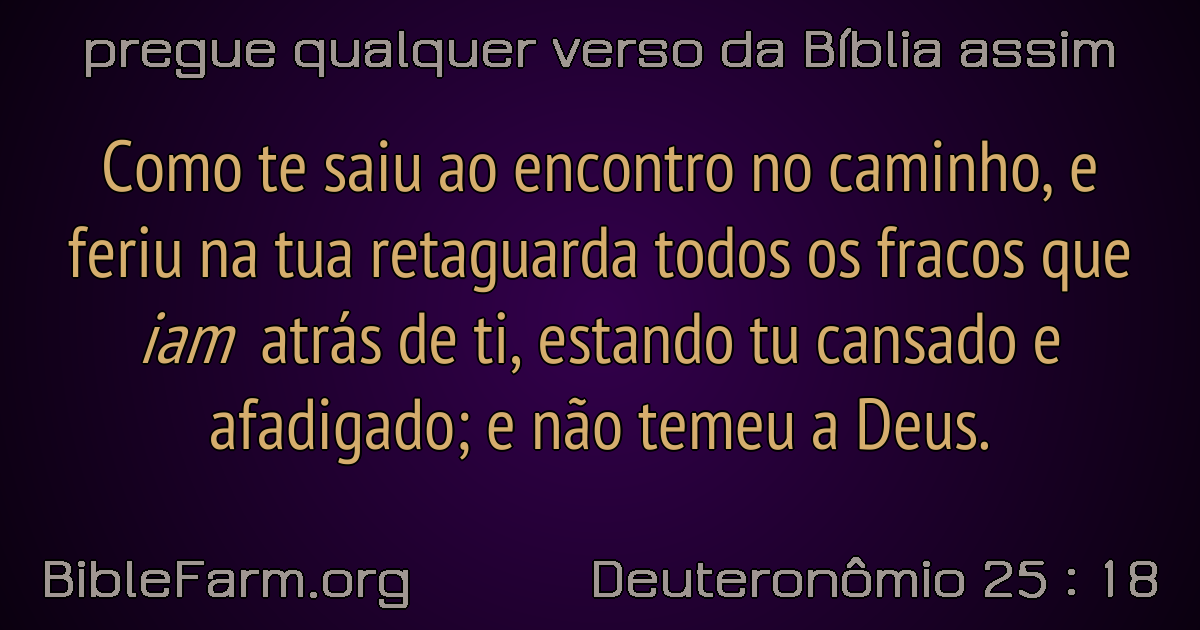 pregue qualquer verso da Bíblia assim
Como te saiu ao encontro no caminho, e
feriu na tua retaguarda todos os fracos que
iam atrás de ti, estando tu cansado e
afadigado; e não temeu a Deus.
BibleFarm.org
Deuteronômio 25 : 18